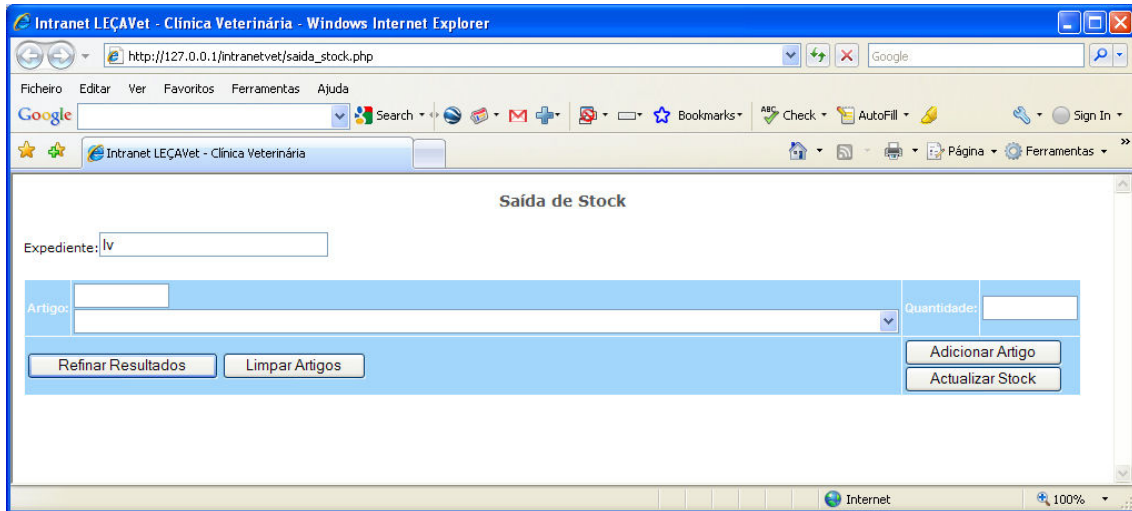 Intranet LEÇAVet - Clínica Veterinária - Windows Internet Explorer
http://127.0.0.1/intranetvet/saida_stock.php
Google
Ficheiro Editar Ver Favoritos Ferramentas Ajuda
Google Search Bookmarks ABC Check AutoFill Sign In
Intranet LEÇAVet - Clínica Veterinária Página Ferramentas »
Saída de Stock
Expediente: lv
Artigo: Quantidade:
Refinar Resultados Limpar Artigos Adicionar Artigo
Actualizar Stock
Internet 100%